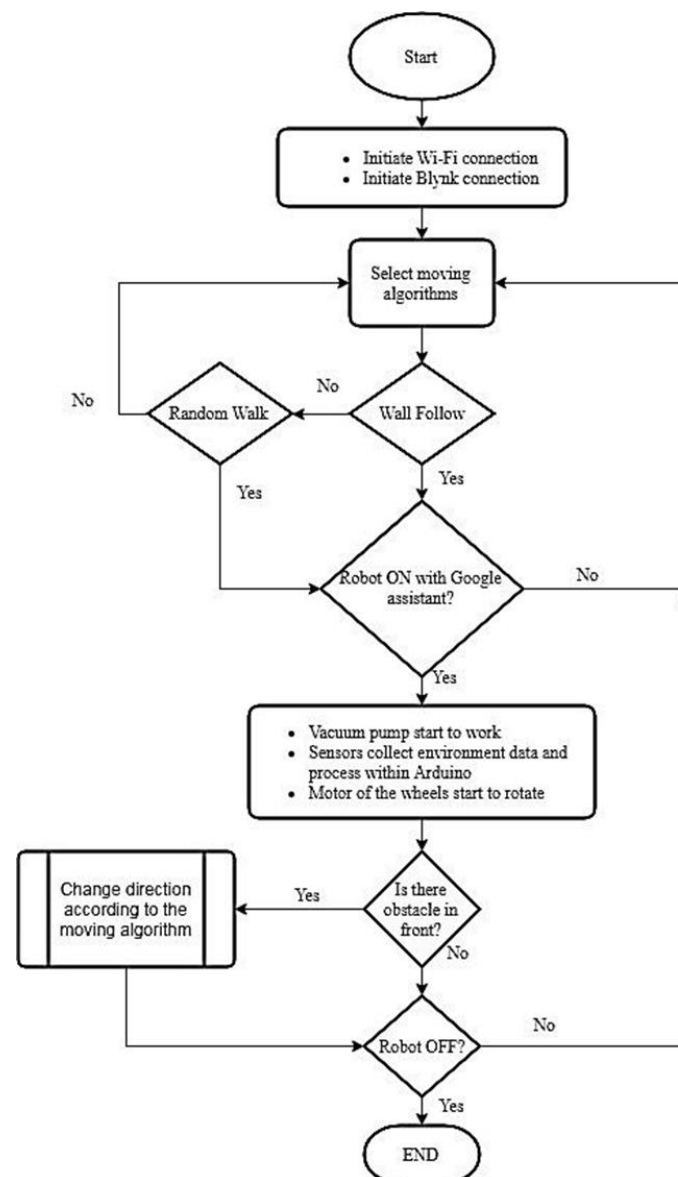 Start
• Initiate Wi-Fi connection
• Initiate Blynk connection
Select moving
algorithms
No
No
Random Walk
Wall Follow
Yes
Yes
Robot ON with Google
assistant?
No
Yes
• Vacuum pump start to work
• Sensors collect environment data and
process within Arduino
• Motor of the wheels start to rotate
Change direction
according to the
moving algorithm
Yes
Is there
obstacle in
front?
No
Robot OFF?
No
Yes
END